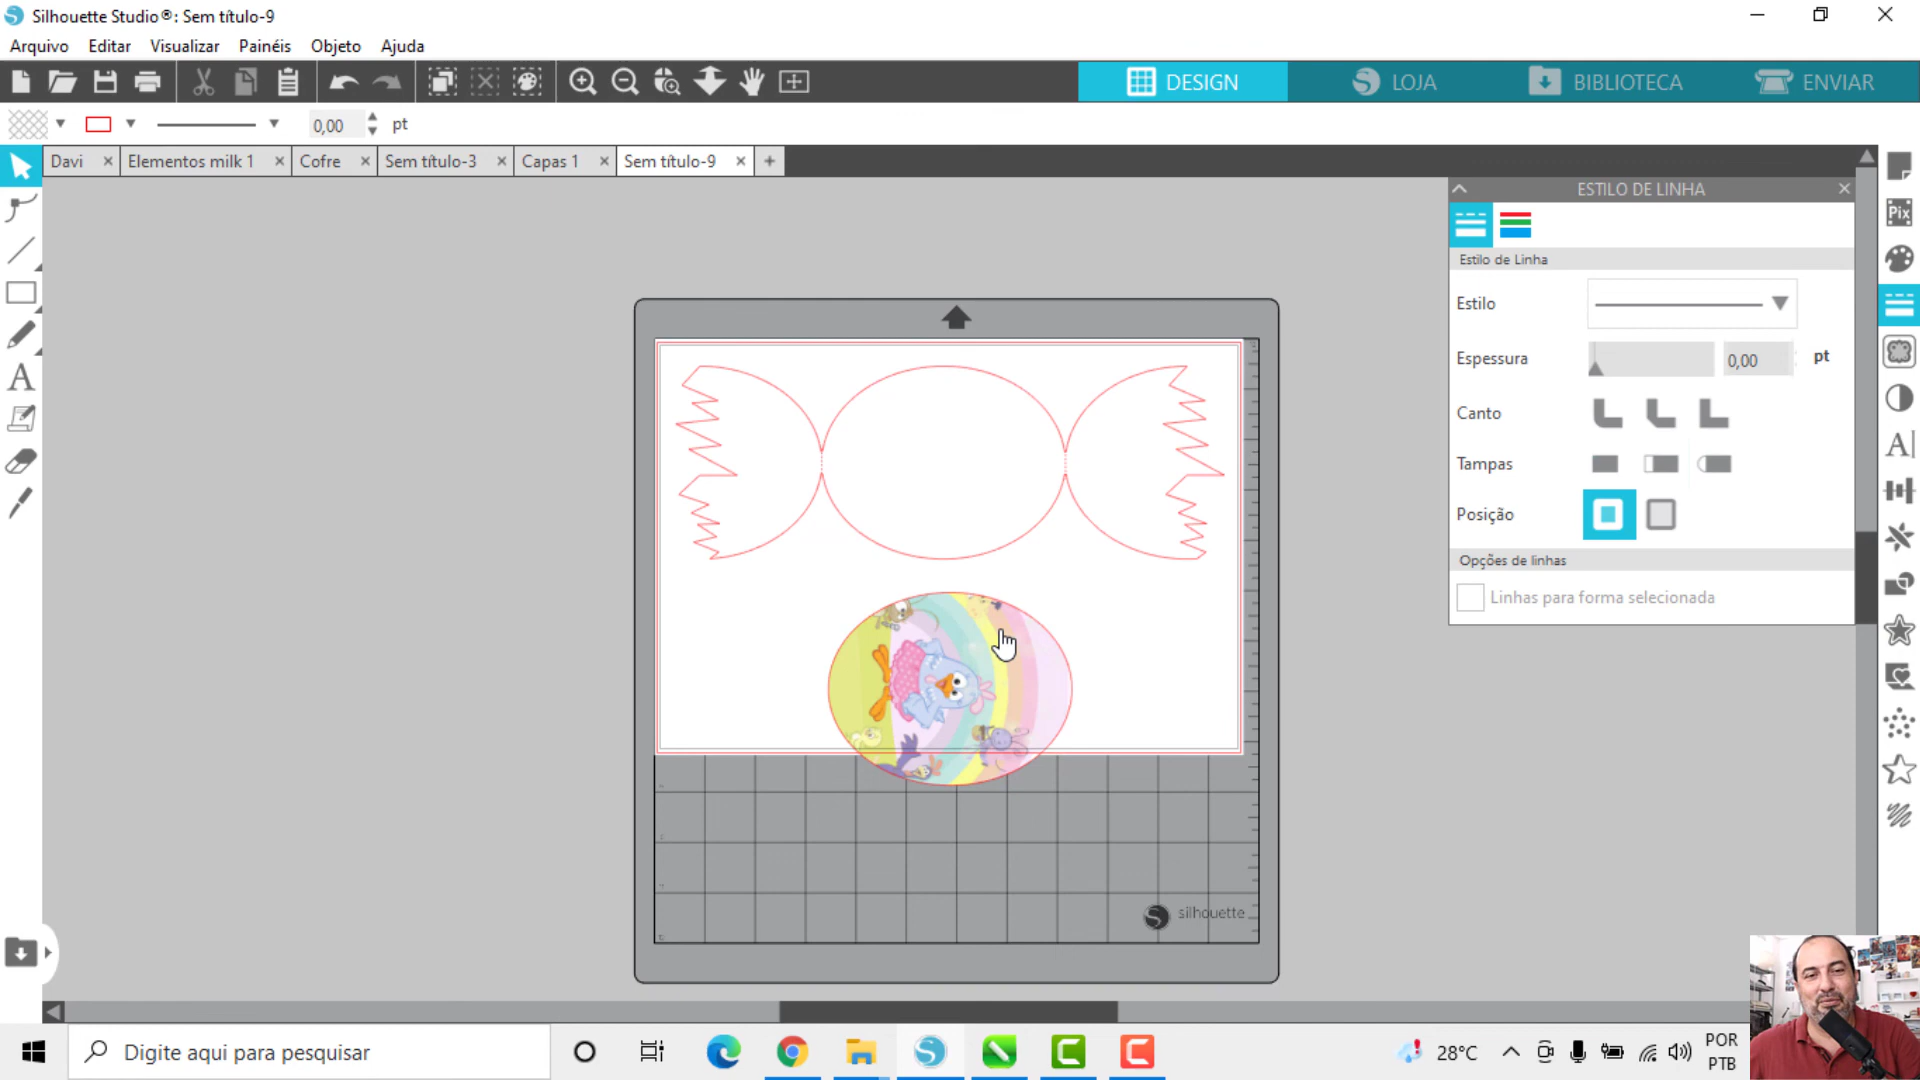 Silhouette Studio®: Sem título-9
Arquivo Editar Visualizar Painéis Objeto Ajuda
DESIGN LOJA BIBLIOTECA ENVIAR
0,00 pt
Davi Elementos milk 1 Cofre Sem título-3 Capas 1 Sem título-9
Pix
ESTILO DE LINHA
Estilo de Linha
Estilo
Espessura 0,00 pt
Canto
Tampas
Posição
Opções de linhas
Linhas para forma selecionada
silhouette
Digite aqui para pesquisar
28°C
POR
PTB